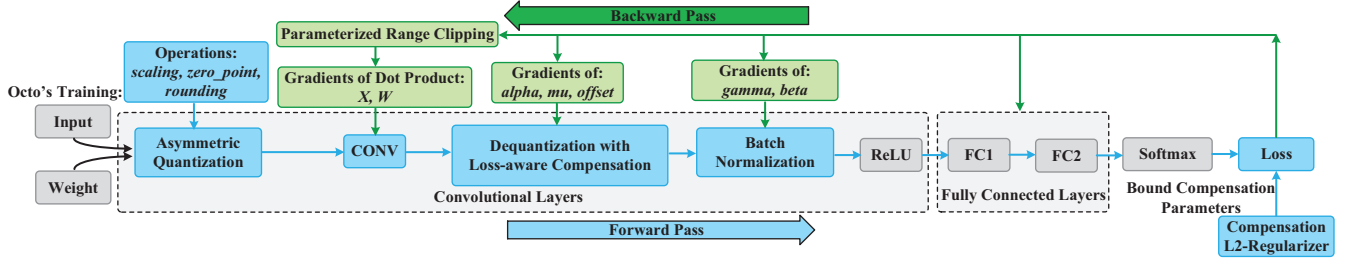 Backward Pass
Parameterized Range Clipping
Operations:
scaling, zero_point,
rounding
Gradients of Dot Product:
X, W
Gradients of:
alpha, mu, offset
Gradients of:
gamma, beta
Octo's Training:
Input
Weight
Asymmetric
Quantization
CONV
Dequantization with
Loss-aware Compensation
Batch
Normalization
ReLU
FC1
FC2
Softmax
Loss
Convolutional Layers
Fully Connected Layers
Bound Compensation
Parameters
Forward Pass
Compensation
L2-Regularizer